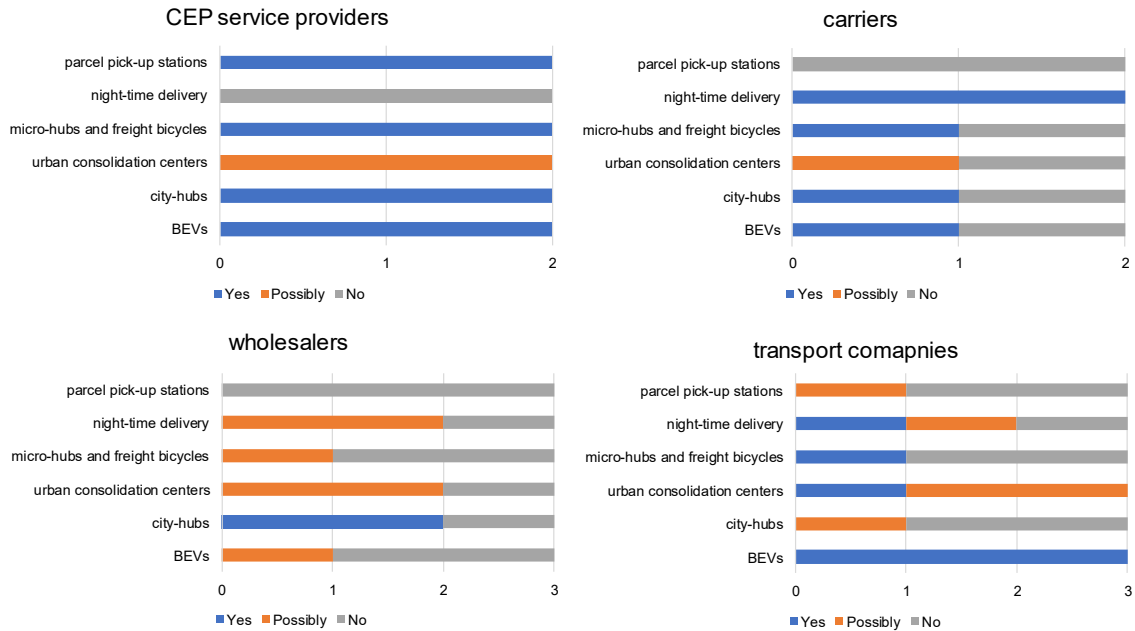 CEP service providers
parcel pick-up stations
night-time delivery
micro-hubs and freight bicycles
urban consolidation centers
city-hubs
BEVs
0 1 2
Yes Possibly No
carriers
parcel pick-up stations
night-time delivery
micro-hubs and freight bicycles
urban consolidation centers
city-hubs
BEVs
0 1 2
Yes Possibly No
wholesalers
parcel pick-up stations
night-time delivery
micro-hubs and freight bicycles
urban consolidation centers
city-hubs
BEVs
0 1 2 3
Yes Possibly No
transport comapnies
parcel pick-up stations
night-time delivery
micro-hubs and freight bicycles
urban consolidation centers
city-hubs
BEVs
0 1 2 3
Yes Possibly No